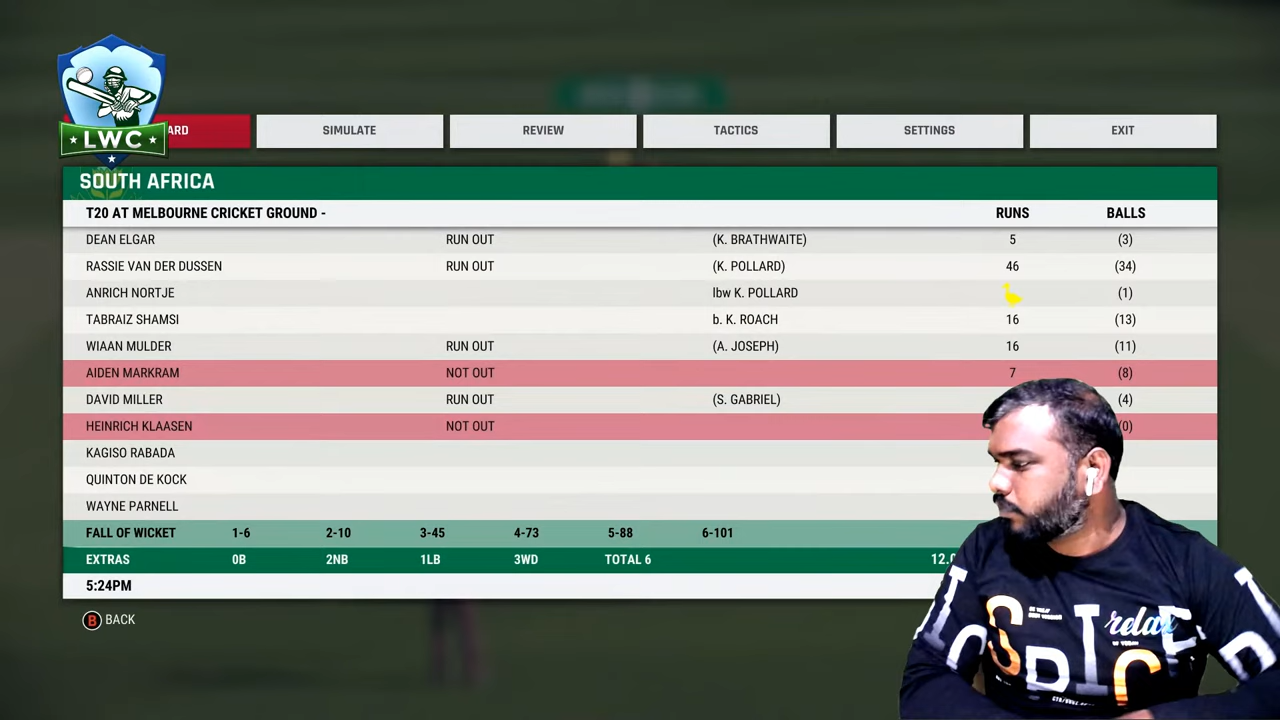 LWC
ARD SIMULATE REVIEW TACTICS SETTINGS EXIT
SOUTH AFRICA
T20 AT MELBOURNE CRICKET GROUND - RUNS BALLS
DEAN ELGAR RUN OUT (K. BRATHWAITE) 5 (3)
RASSIE VAN DER DUSSEN RUN OUT (K. POLLARD) 46 (34)
ANRICH NORTJE lbw K. POLLARD (1)
TABRAIZ SHAMSI b. K. ROACH 16 (13)
WIAAN MULDER RUN OUT (A. JOSEPH) 16 (11)
AIDEN MARKRAM NOT OUT 7 (8)
DAVID MILLER RUN OUT (S. GABRIEL) (4)
HEINRICH KLAASEN NOT OUT (0)
KAGISO RABADA
QUINTON DE KOCK
WAYNE PARNELL
FALL OF WICKET 1-6 2-10 3-45 4-73 5-88 6-101
EXTRAS 0B 2NB 1LB 3WD TOTAL 6 12.0
5:24PM
B BACK
relax